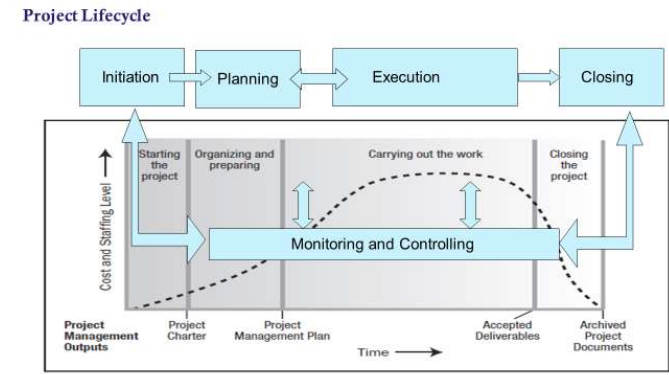 Project Lifecycle
Initiation
Planning
Execution
Closing
Starting
the
project
Organizing and
preparing
Carrying out the work
Closing
the
project
Cost and Staffing Level
Monitoring and Controlling
Project
Management
Outputs
Project
Charter
Project
Management Plan
Accepted
Deliverables
Archived
Project
Documents
Time